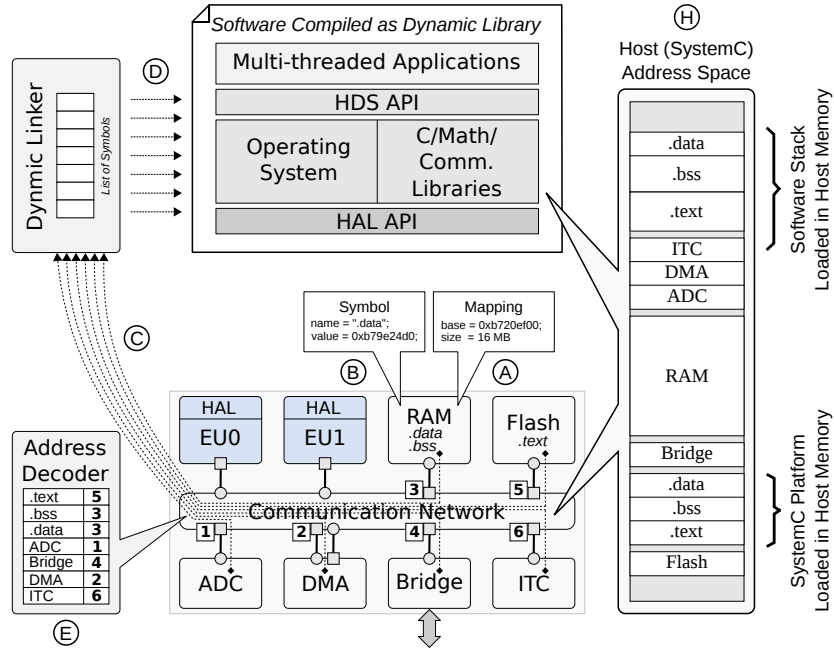 Software Compiled as Dynamic Library
Multi-threaded Applications
HDS API
Operating
System
C/Math/
Comm.
Libraries
HAL API
D
Dynmic Linker
List of Symbols
C
H
Host (SystemC)
Address Space
.data
.bss
.text
ITC
DMA
ADC
RAM
Bridge
.data
.bss
.text
Flash
Software Stack
Loaded in Host Memory
SystemC Platform
Loaded in Host Memory
Symbol
name = ".data";
value = 0xb79e24d0;
Mapping
base = 0xb720ef00;
size = 16 MB
B
A
HAL
EU0
HAL
EU1
RAM
.data
.bss
Flash
.text
3
5
Communication Network
1
2
4
6
ADC
DMA
Bridge
ITC
Address
Decoder
.text 5
.bss 3
.data 3
ADC 1
Bridge 4
DMA 2
ITC 6
E